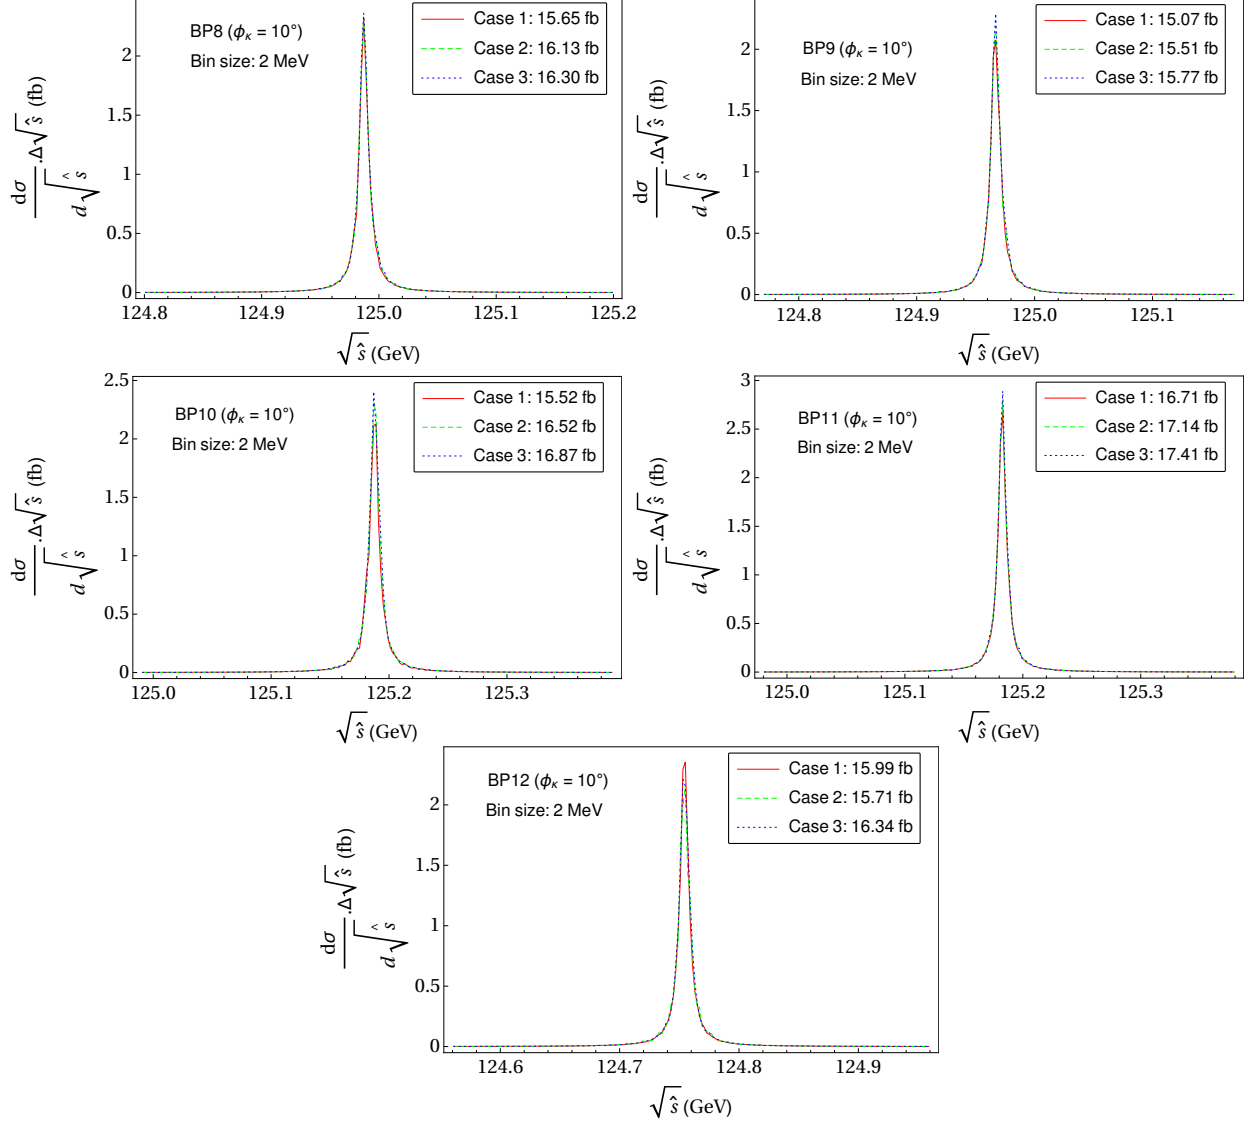 BP8 (ϕκ = 10°)
Bin size: 2 MeV
Case 1: 15.65 fb
Case 2: 16.13 fb
Case 3: 16.30 fb
2
1.5
1
0.5
0
124.8 124.9 125.0 125.1 125.2
dσ/d√ŝ .Δ√ŝ (fb)
√ŝ (GeV)
BP9 (ϕκ = 10°)
Bin size: 2 MeV
Case 1: 15.07 fb
Case 2: 15.51 fb
Case 3: 15.77 fb
2
1.5
1
0.5
0
124.8 124.9 125.0 125.1
dσ/d√ŝ .Δ√ŝ (fb)
√ŝ (GeV)
BP10 (ϕκ = 10°)
Bin size: 2 MeV
Case 1: 15.52 fb
Case 2: 16.52 fb
Case 3: 16.87 fb
2.5
2
1.5
1
0.5
0
125.0 125.1 125.2 125.3
dσ/d√ŝ .Δ√ŝ (fb)
√ŝ (GeV)
BP11 (ϕκ = 10°)
Bin size: 2 MeV
Case 1: 16.71 fb
Case 2: 17.14 fb
Case 3: 17.41 fb
3
2.5
2
1.5
1
0.5
0
125.0 125.1 125.2 125.3
dσ/d√ŝ .Δ√ŝ (fb)
√ŝ (GeV)
BP12 (ϕκ = 10°)
Bin size: 2 MeV
Case 1: 15.99 fb
Case 2: 15.71 fb
Case 3: 16.34 fb
2
1.5
1
0.5
0
124.6 124.7 124.8 124.9
dσ/d√ŝ .Δ√ŝ (fb)
√ŝ (GeV)